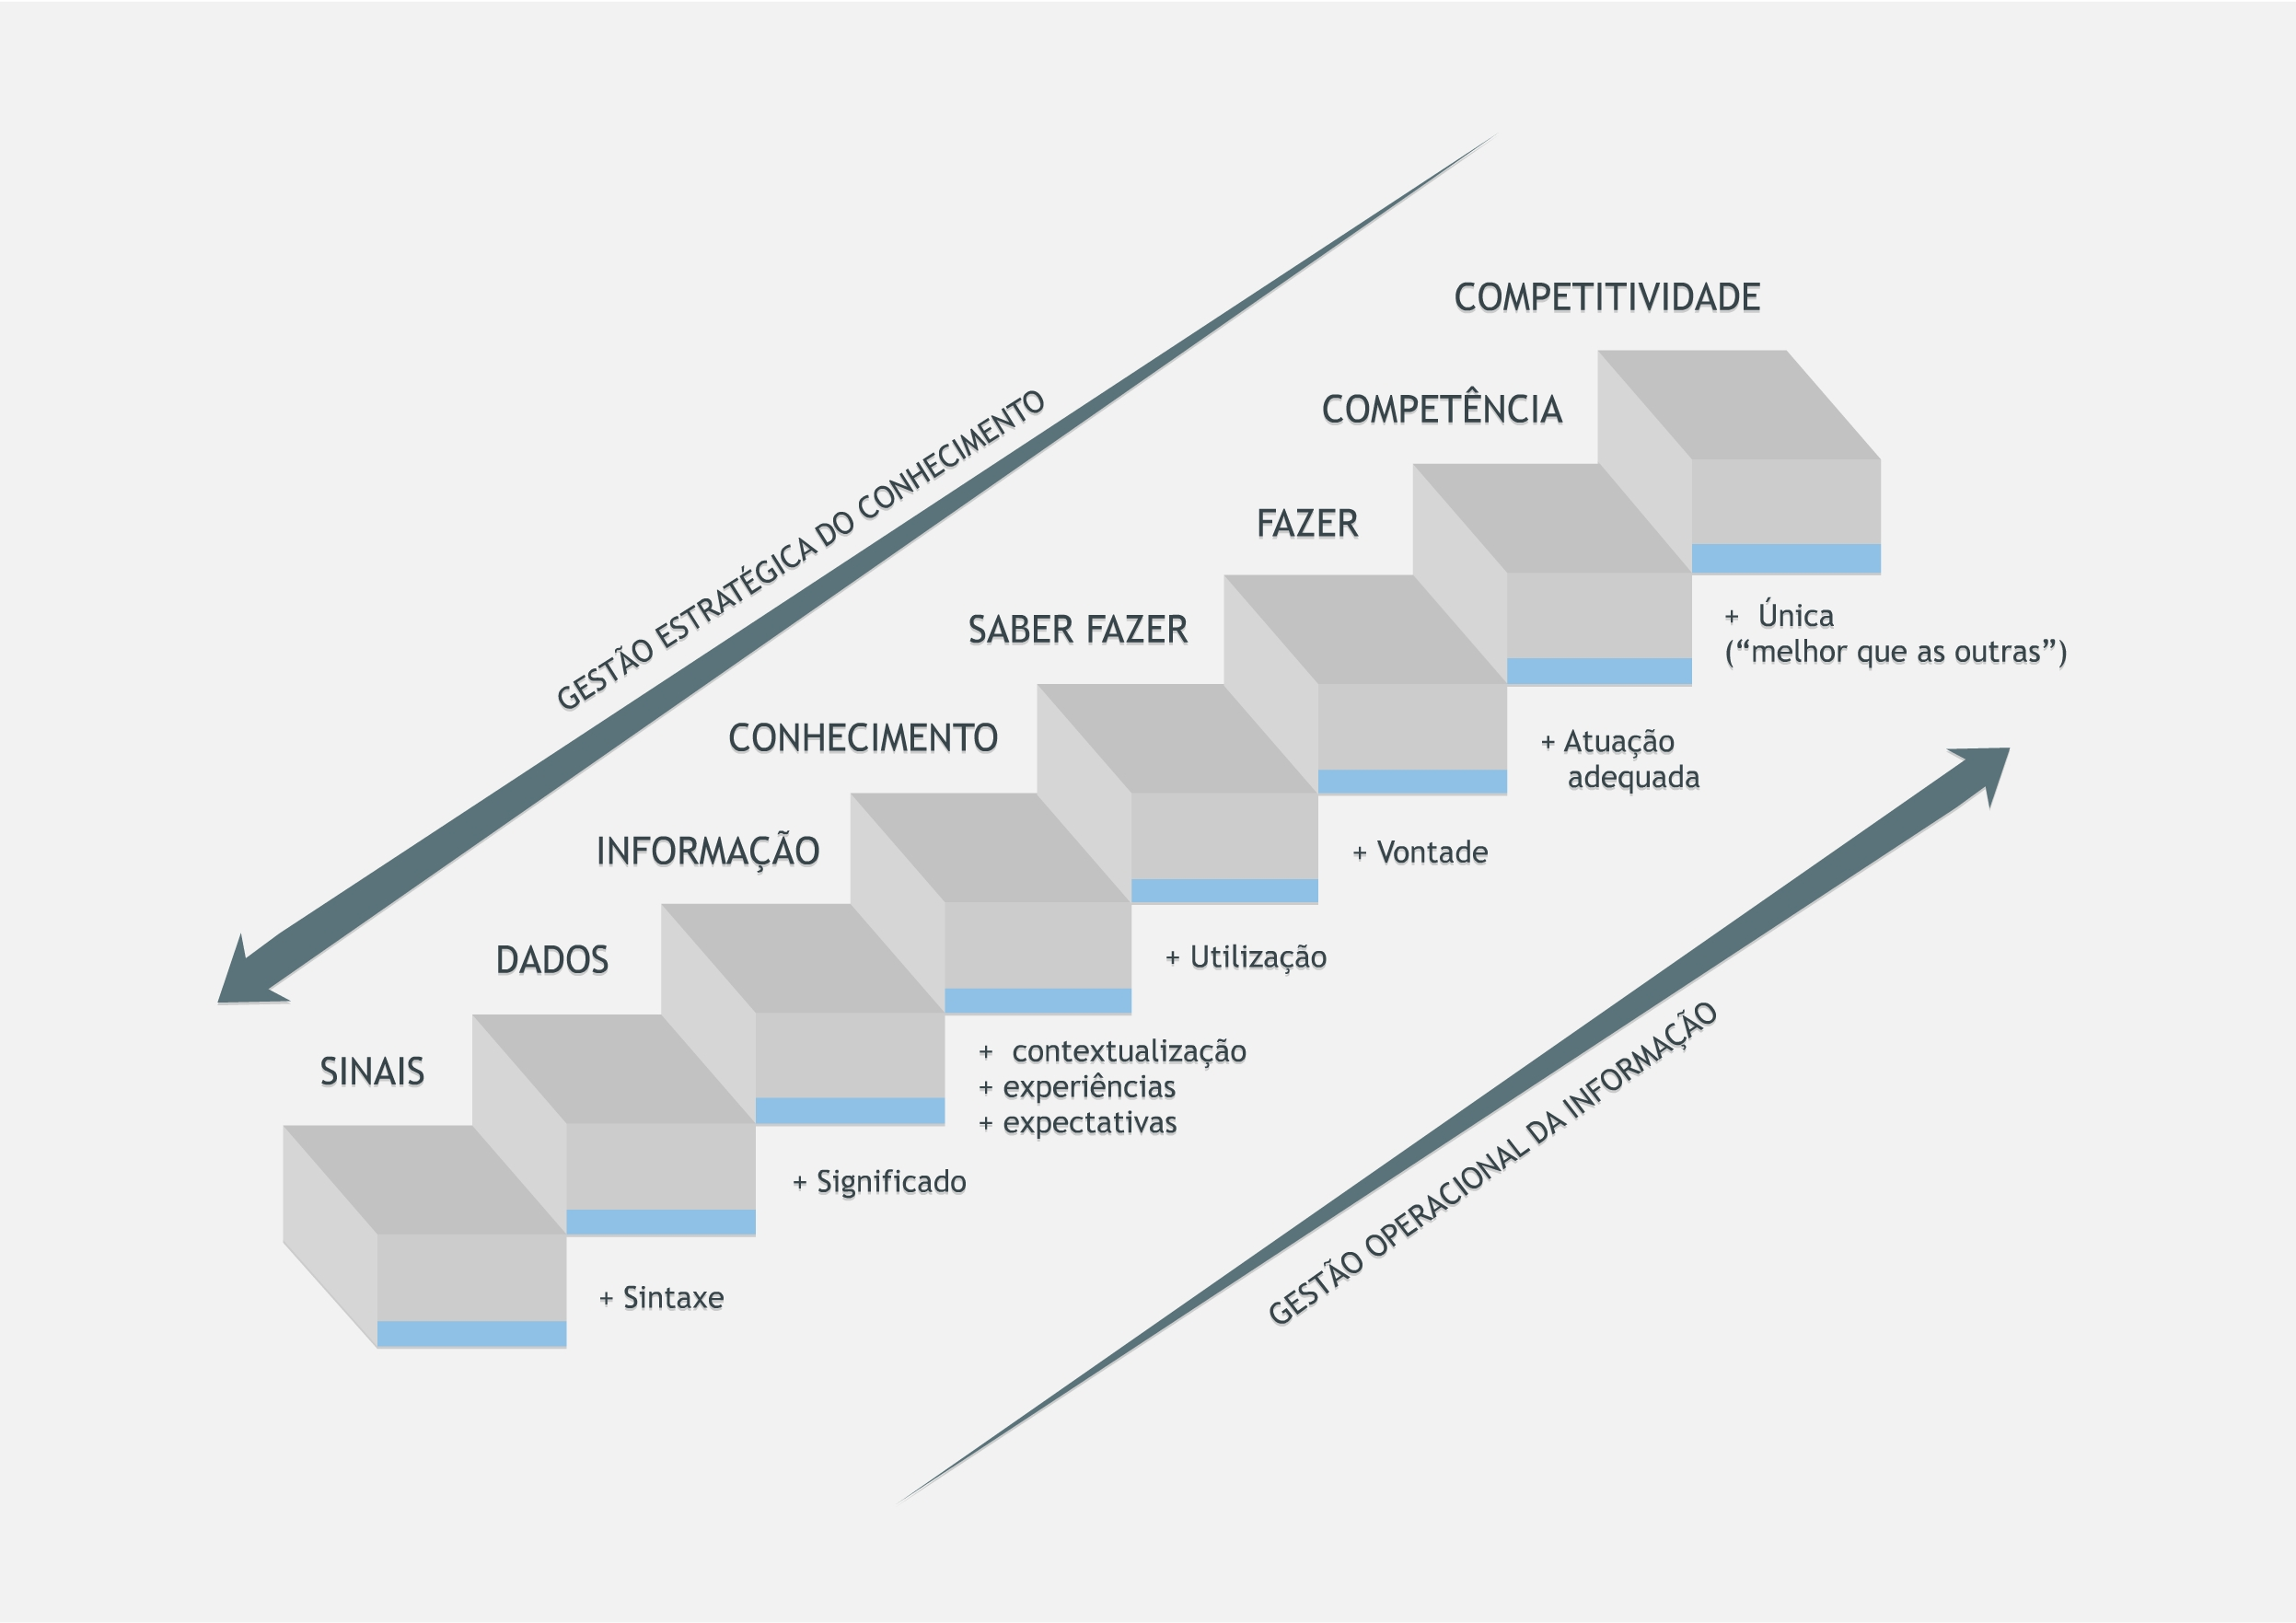 COMPETITIVIDADE
COMPETÊNCIA
FAZER
SABER FAZER
CONHECIMENTO
INFORMAÇÃO
DADOS
SINAIS
GESTÃO ESTRATÉGICA DO CONHECIMENTO
+ Única
(“melhor que as outras”)
+ Atuação
adequada
+ Vontade
+ Utilização
+ contextualização
+ experiências
+ expectativas
+ Significado
+ Sintaxe
GESTÃO OPERACIONAL DA INFORMAÇÃO